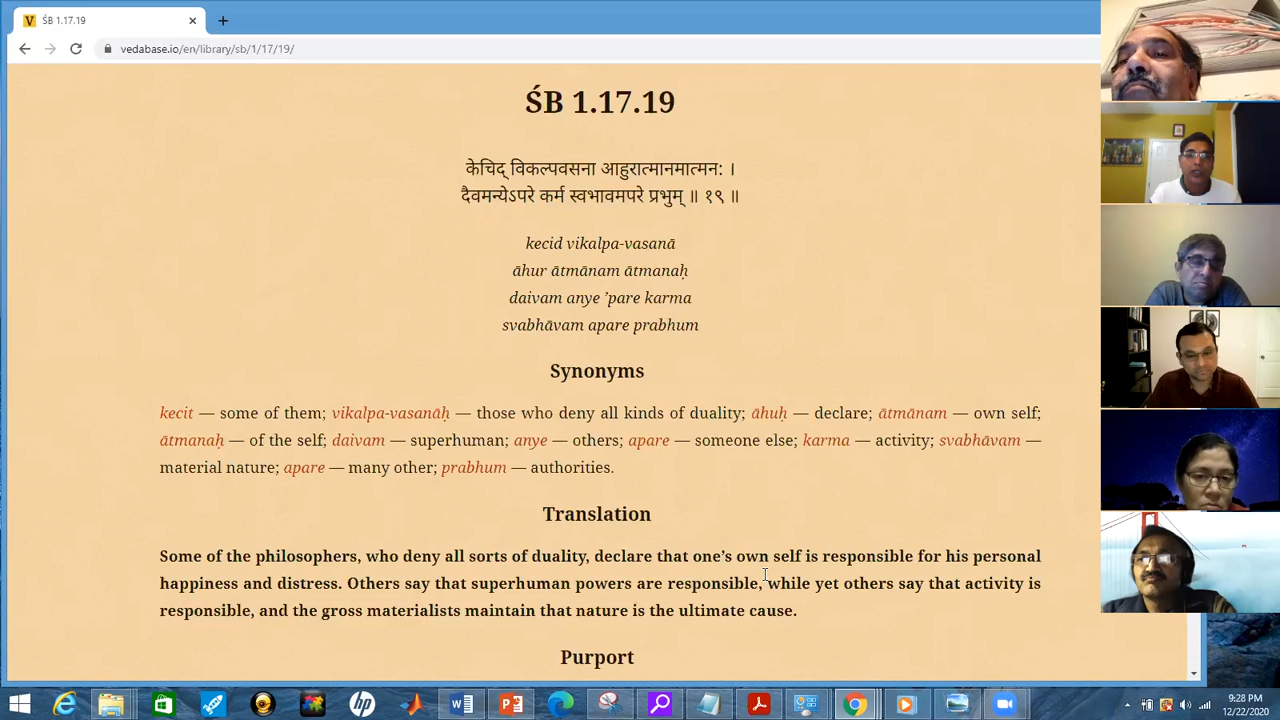 ŚB 1.17.19
vedabase.io/en/library/sb/1/17/19/
ŚB 1.17.19
केचिद् विकल्पवसना आहुरात्मानमात्मन: ।
दैवमन्येऽपरे कर्म स्वभावमपरे प्रभुम् ॥ १९ ॥
kecid vikalpa-vasanā
āhur ātmānam ātmanaḥ
daivam anye ’pare karma
svabhāvam apare prabhum
Synonyms
kecit — some of them; vikalpa-vasanāḥ — those who deny all kinds of duality; āhuḥ — declare; ātmānam — own self;
ātmanaḥ — of the self; daivam — superhuman; anye — others; apare — someone else; karma — activity; svabhāvam —
material nature; apare — many other; prabhum — authorities.
Translation
Some of the philosophers, who deny all sorts of duality, declare that one’s own self is responsible for his personal
happiness and distress. Others say that superhuman powers are responsible, while yet others say that activity is
responsible, and the gross materialists maintain that nature is the ultimate cause.
Purport
9:28 PM
12/22/2020